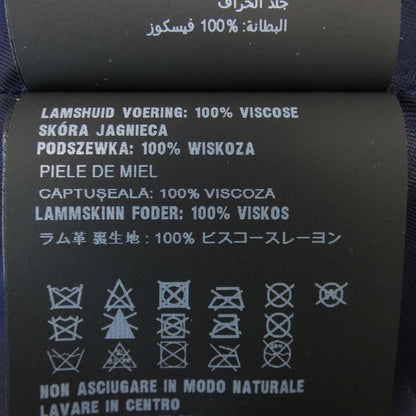 جلد الخراف
البطانة: 100% فيسكوز
LAMSHUID VOERING: 100% VISCOSE
SKÓRA JAGNIECA
PODSZEWKA: 100% WISKOZA
PIELE DE MIEL
CĂPTUȘEALĂ: 100% VISCOZĂ
LAMMSKINN FODER: 100% VISKOS
ラム革 裏生地 : 100% ビスコースレーヨン
NON ASCIUGARE IN MODO NATURALE
LAVARE IN CENTRO